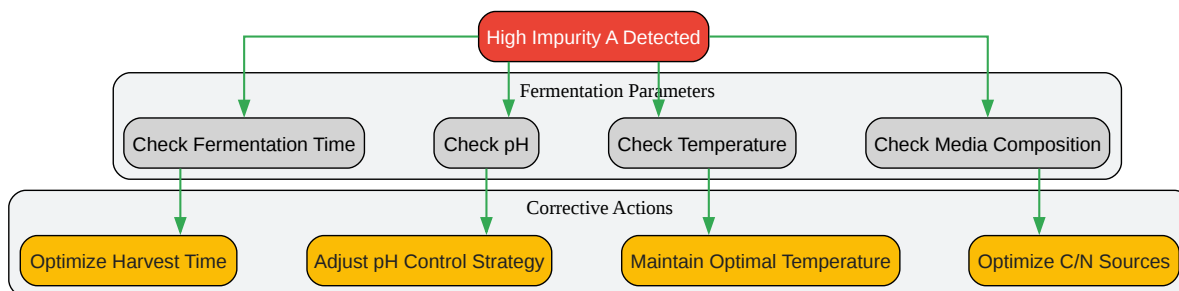 High Impurity A Detected
Fermentation Parameters
Check Fermentation Time
Check pH
Check Temperature
Check Media Composition
Corrective Actions
Optimize Harvest Time
Adjust pH Control Strategy
Maintain Optimal Temperature
Optimize C/N Sources